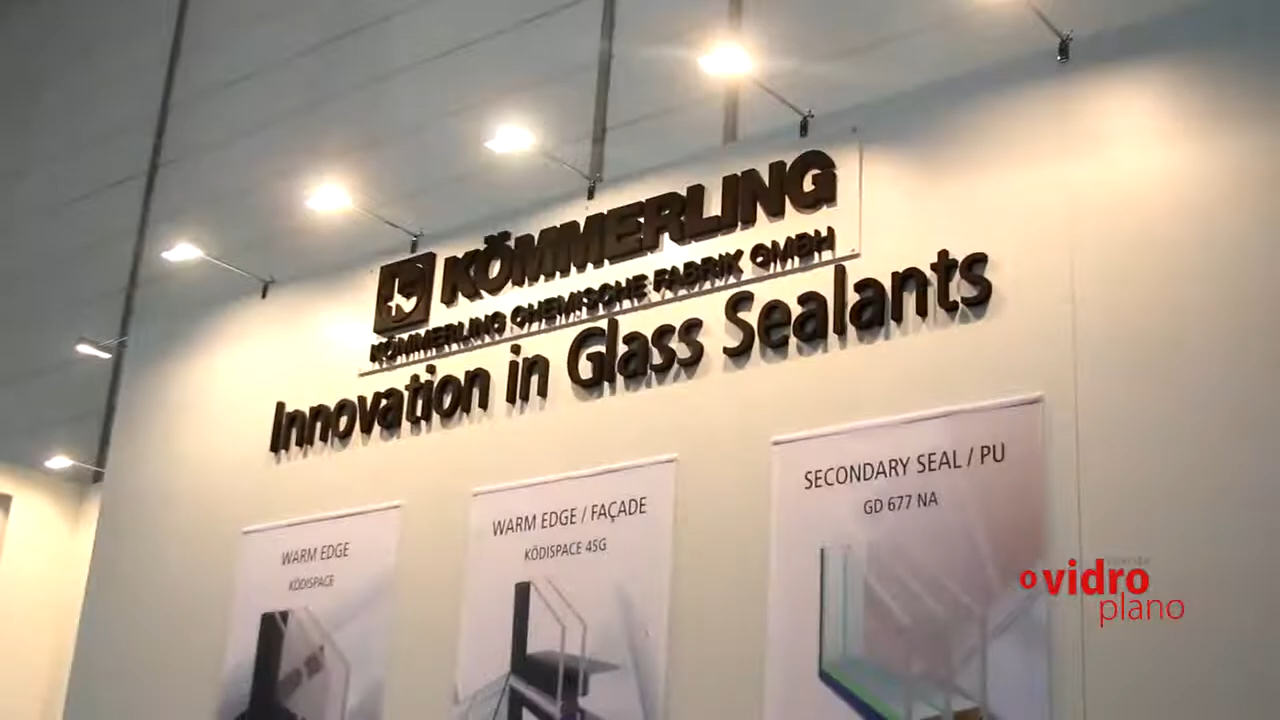 KÖMMERLING
KÖMMERLING CHEMISCHE FABRIK GMBH
Innovation in Glass Sealants
WARM EDGE
KÖDISPACE
WARM EDGE / FAÇADE
KÖDISPACE 4SG
SECONDARY SEAL / PU
GD 677 NA
o vidro
plano